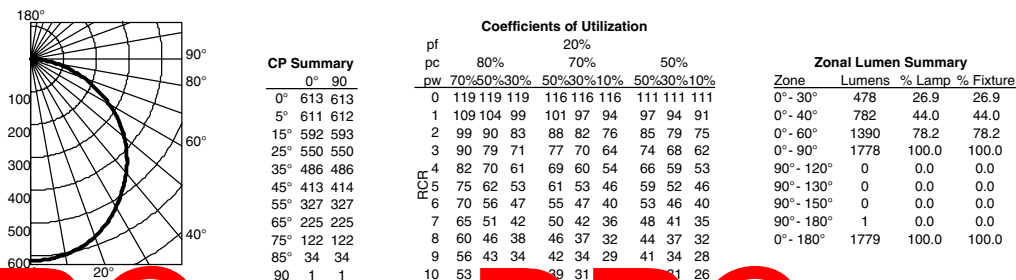 180°
90°
80°
60°
40°
20°
100
200
300
400
500
600
CP Summary
0° 90
0° 613 613
5° 611 612
15° 592 593
25° 550 550
35° 486 486
45° 413 414
55° 327 327
65° 225 225
75° 122 122
85° 34 34
90 1 1
Coefficients of Utilization
pf 20%
pc 80% 70% 50%
pw 70%50%30% 50%30%10% 50%30%10%
RCR
0 119 119 119 116 116 116 111 111 111
1 109 104 99 101 97 94 97 94 91
2 99 90 83 88 82 76 85 79 75
3 90 79 71 77 70 64 74 68 62
4 82 70 61 69 60 54 66 59 53
5 75 62 53 61 53 46 59 52 46
6 70 56 47 55 47 40 53 46 40
7 65 51 42 50 42 36 48 41 35
8 60 46 38 46 37 32 44 37 32
9 56 43 34 42 34 29 41 34 28
10 53 39 31 31 26
Zonal Lumen Summary
Zone Lumens % Lamp % Fixture
0°- 30° 478 26.9 26.9
0°- 40° 782 44.0 44.0
0°- 60° 1390 78.2 78.2
0°- 90° 1778 100.0 100.0
90°- 120° 0 0.0 0.0
90°- 130° 0 0.0 0.0
90°- 150° 0 0.0 0.0
90°- 180° 1 0.0 0.0
0°- 180° 1779 100.0 100.0